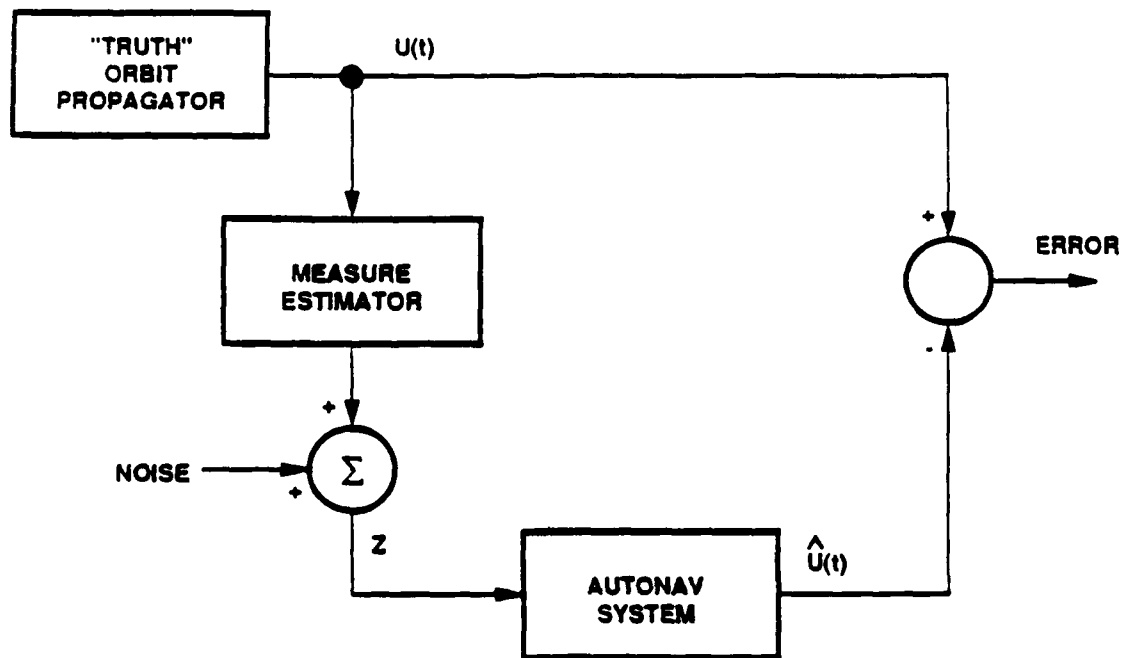 "TRUTH"
ORBIT
PROPAGATOR
U(t)
MEASURE
ESTIMATOR
+
ERROR
-
+
NOISE
+
Σ
Z
AUTONAV
SYSTEM
Û(t)